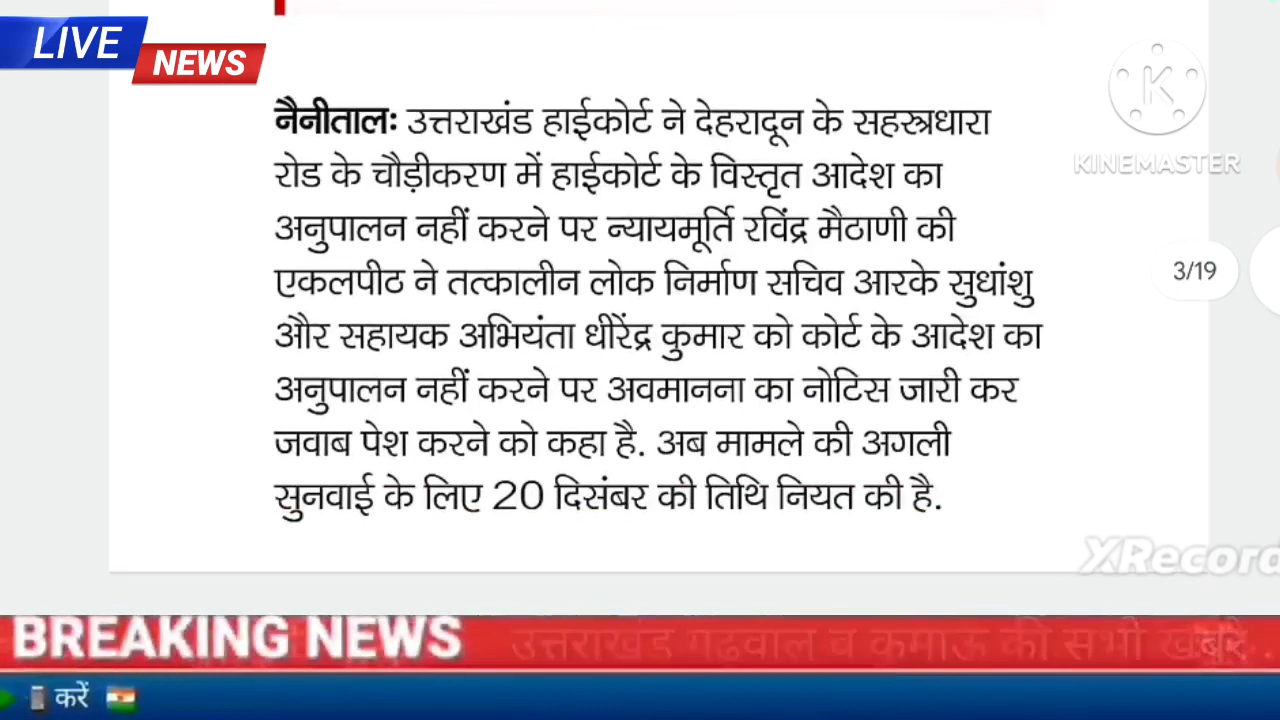 LIVE
NEWS
KINEMASTER
नैनीतालः उत्तराखंड हाईकोर्ट ने देहरादून के सहस्त्रधारा
रोड के चौड़ीकरण में हाईकोर्ट के विस्तृत आदेश का
अनुपालन नहीं करने पर न्यायमूर्ति रविंद्र मैठाणी की
एकलपीठ ने तत्कालीन लोक निर्माण सचिव आरके सुधांशु
और सहायक अभियंता धीरेंद्र कुमार को कोर्ट के आदेश का
अनुपालन नहीं करने पर अवमानना का नोटिस जारी कर
जवाब पेश करने को कहा है. अब मामले की अगली
सुनवाई के लिए 20 दिसंबर की तिथि नियत की है.
3/19
XRecord
BREAKING NEWS
उत्तराखंड गढ़वाल व कुमाऊ की सभी खबरें
करें